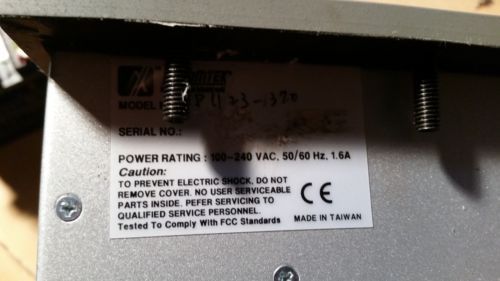 MODEL
23-1370
SERIAL NO.:
POWER RATING : 100~240 VAC, 50/60 Hz, 1.6A
Caution:
TO PREVENT ELECTRIC SHOCK, DO NOT
REMOVE COVER. NO USER SERVICEABLE
PARTS INSIDE. PEFER SERVICING TO
QUALIFIED SERVICE PERSONNEL.
Tested To Comply With FCC Standards
CE
MADE IN TAIWAN